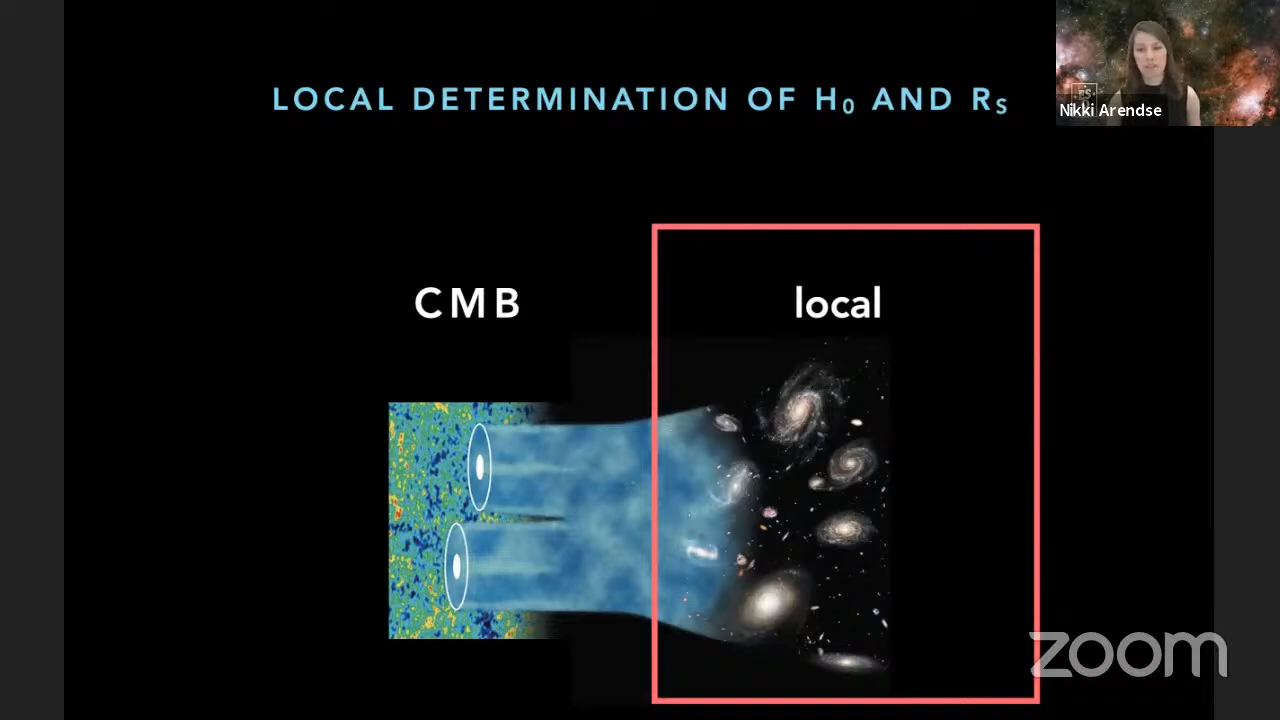 LOCAL DETERMINATION OF H₀ AND Rₛ
Nikki Arendse
CMB
local
zoom